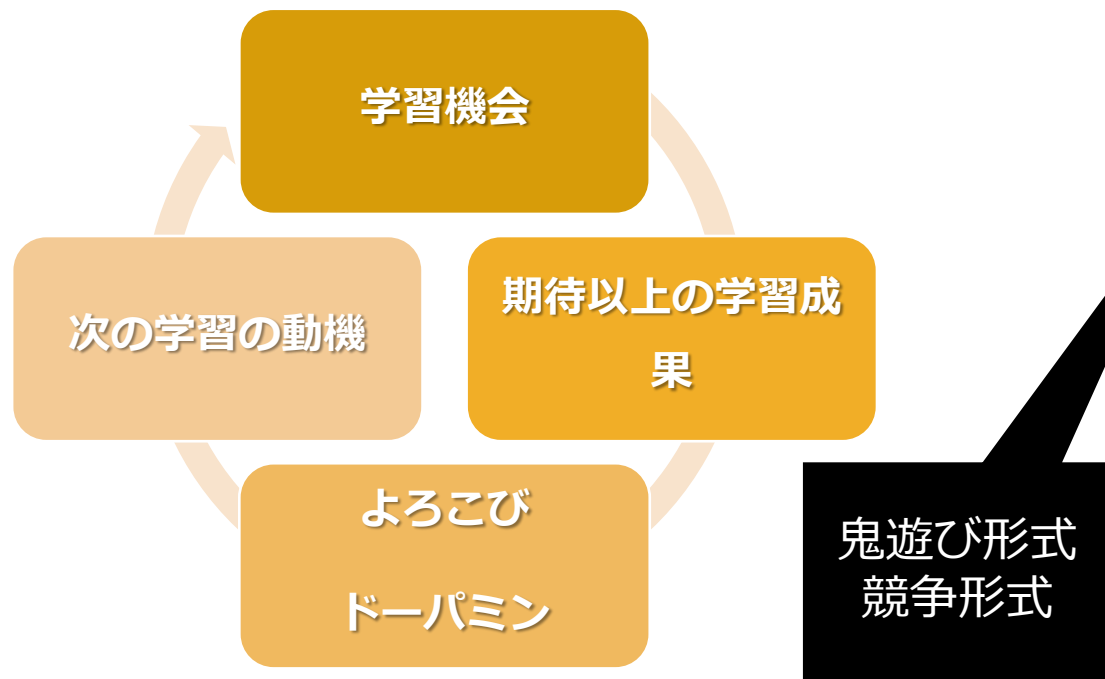 学習機会
期待以上の学習成
果
よろこび
ドーパミン
次の学習の動機
鬼遊び形式
競争形式